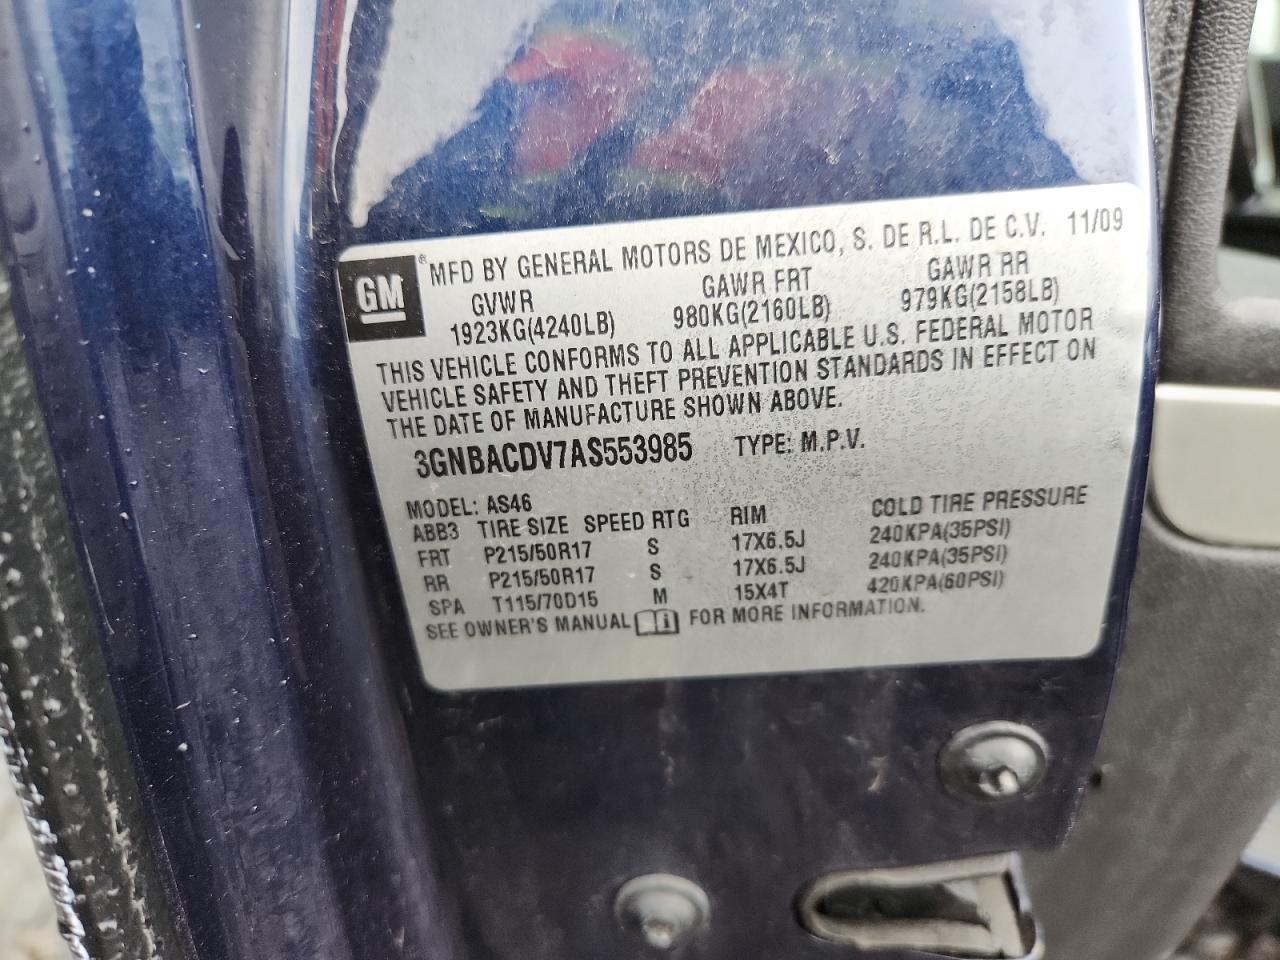 GM ® MFD BY GENERAL MOTORS DE MEXICO, S. DE R.L. DE C.V. 11/09
GVWR GAWR FRT GAWR RR
1923KG(4240LB) 980KG(2160LB) 979KG(2158LB)
THIS VEHICLE CONFORMS TO ALL APPLICABLE U.S. FEDERAL MOTOR
VEHICLE SAFETY AND THEFT PREVENTION STANDARDS IN EFFECT ON
THE DATE OF MANUFACTURE SHOWN ABOVE.
3GNBACDV7AS553985 TYPE: M.P.V.
MODEL: AS46
ABB3 TIRE SIZE SPEED RTG RIM COLD TIRE PRESSURE
FRT P215/50R17 S 17X6.5J 240KPA(35PSI)
RR P215/50R17 S 17X6.5J 240KPA(35PSI)
SPA T115/70D15 M 15X4T 420KPA(60PSI)
SEE OWNER'S MANUAL FOR MORE INFORMATION.